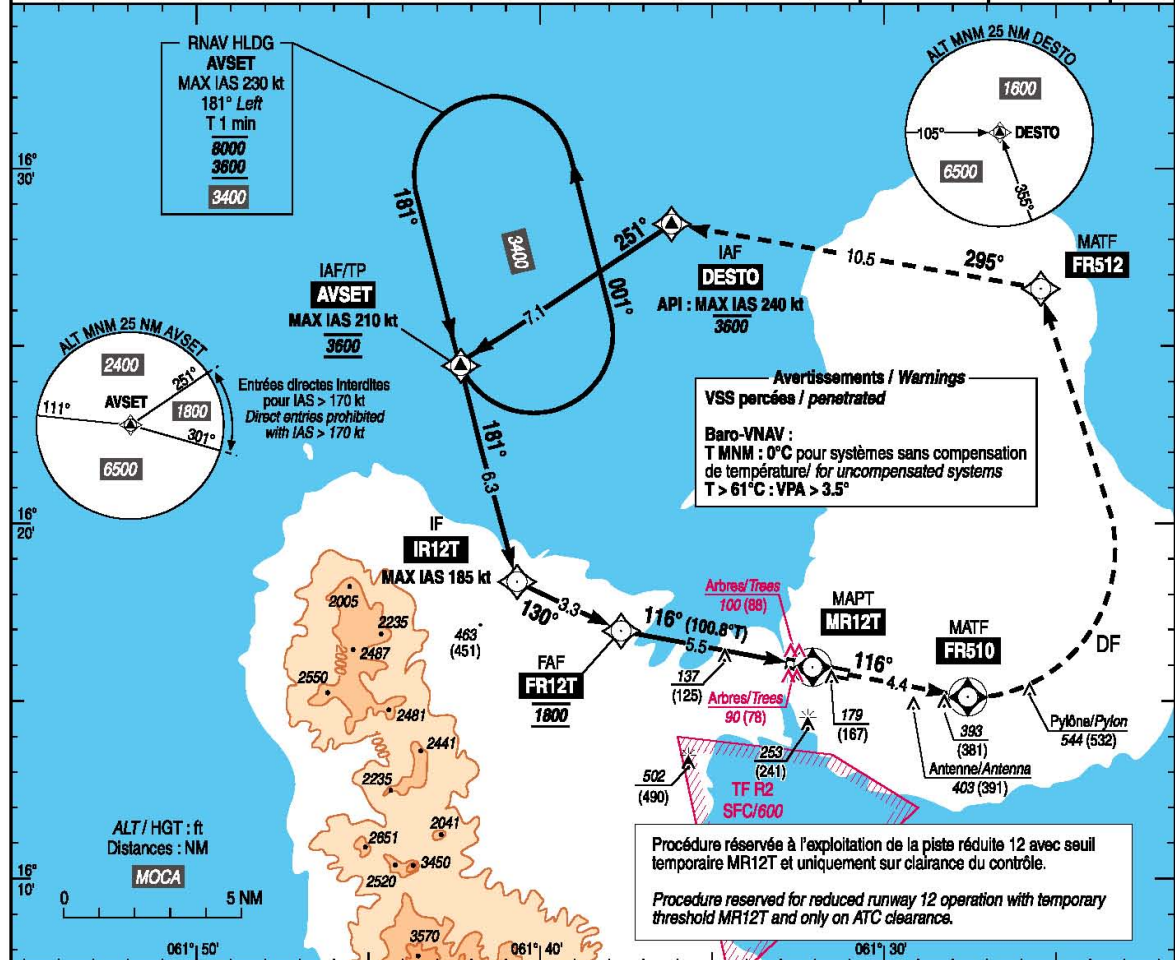 RNAV HLDG
AVSET
MAX IAS 230 kt
181° Left
T 1 min
8000
3600
3400
ALT MNM 25 NM DESTO
1600
105°
DESTO
6500
355°
16°
30'
181°
3400
001°
251°
7.1
IAF
DESTO
API : MAX IAS 240 kt
3600
10.5
295°
MATF
FR512
IAF/TP
AVSET
MAX IAS 210 kt
3600
ALT MNM 25 NM AVSET
2400
251°
AVSET
111°
1800
301°
6500
Entrées directes interdites
pour IAS > 170 kt
Direct entries prohibited
with IAS > 170 kt
Avertissements / Warnings
VSS percées / penetrated
Baro-VNAV :
T MNM : 0°C pour systèmes sans compensation
de température/ for uncompensated systems
T > 61°C : VPA > 3.5°
181°
6.3
16°
20'
IF
IR12T
MAX IAS 185 kt
130°
3.3
116° (100.8°T)
5.5
FAF
FR12T
1800
Arbres/Trees
100 (88)
MAPT
MR12T
116°
4.4
MATF
FR510
DF
137
(125)
Arbres/Trees
90 (78)
179
(167)
393
(381)
Pylône/Pylon
544 (532)
Antenne/Antenna
403 (391)
253
(241)
502
(490)
TF R2
SFC/600
2005
2235
2000
2487
463
(451)
2550
2481
2441
2235
2041
2651
3450
2520
3570
ALT / HGT : ft
Distances : NM
MOCA
0
5 NM
16°
10'
Procédure réservée à l'exploitation de la piste réduite 12 avec seuil
temporaire MR12T et uniquement sur clairance du contrôle.
Procedure reserved for reduced runway 12 operation with temporary
threshold MR12T and only on ATC clearance.
061° 50'
061° 40'
061° 30'